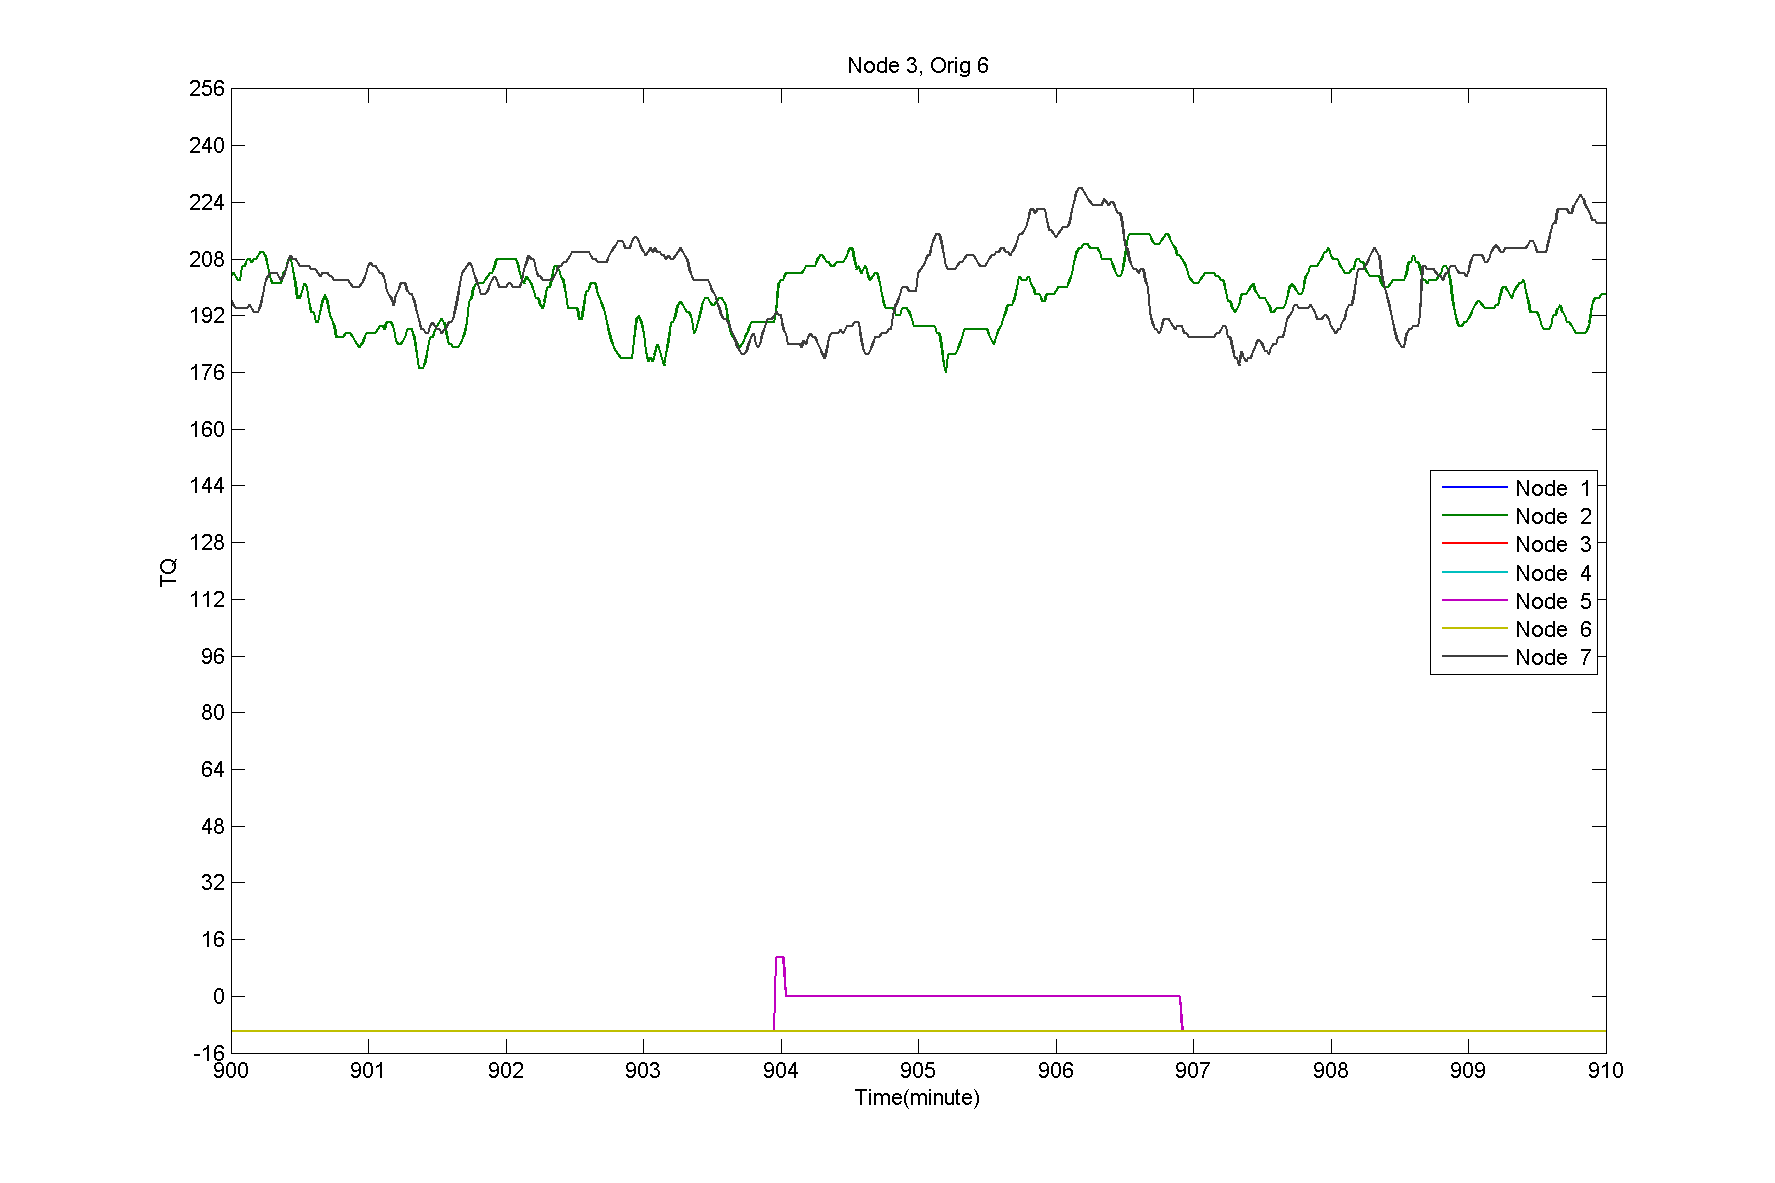 Node 3, Orig 6
256
240
224
208
192
176
160
144
128
112
96
80
64
48
32
16
0
-16
TQ
Node 1
Node 2
Node 3
Node 4
Node 5
Node 6
Node 7
900 901 902 903 904 905 906 907 908 909 910
Time(minute)